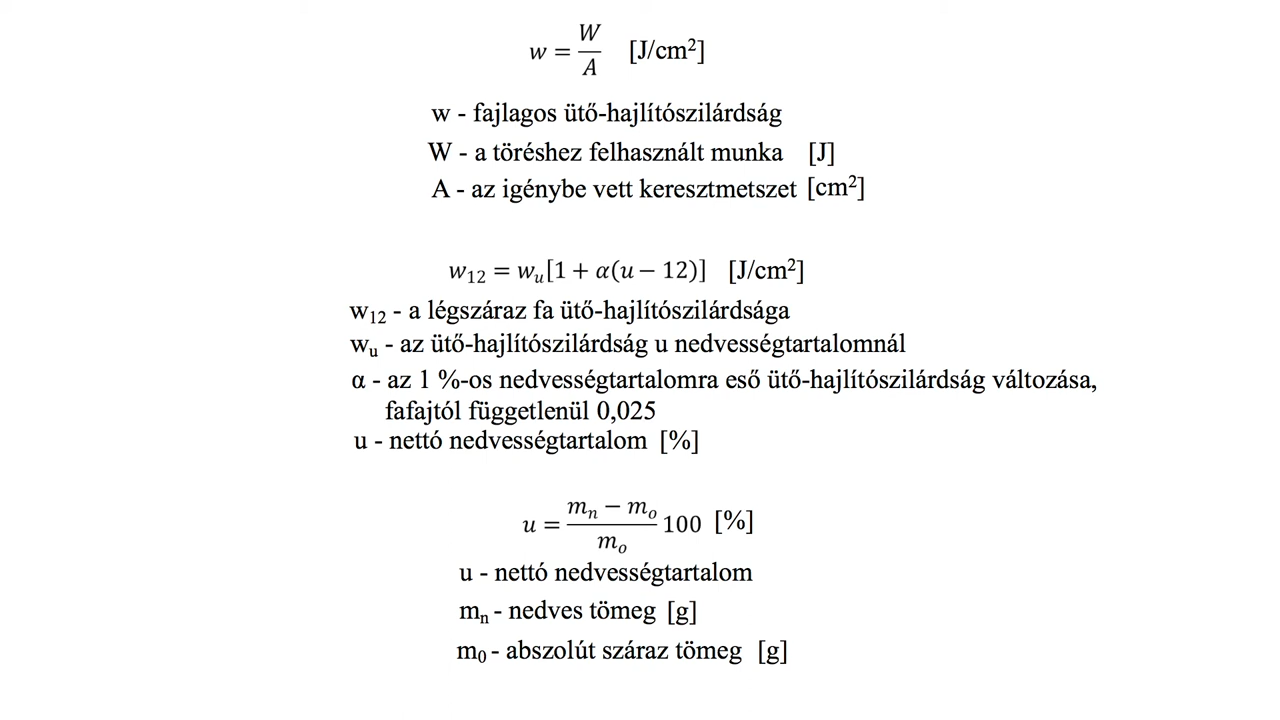 w = W/A [J/cm²]
w - fajlagos ütő-hajlítószilárdság
W - a töréshez felhasznált munka [J]
A - az igénybe vett keresztmetszet [cm²]
w₁₂ = wᵤ[1 + α(u − 12)] [J/cm²]
w₁₂ - a légszáraz fa ütő-hajlítószilárdsága
wᵤ - az ütő-hajlítószilárdság u nedvességtartalomnál
α - az 1 %-os nedvességtartalomra eső ütő-hajlítószilárdság változása,
fafajtól függetlenül 0,025
u - nettó nedvességtartalom [%]
u = (mₙ − mₒ)/mₒ 100 [%]
u - nettó nedvességtartalom
mₙ - nedves tömeg [g]
m₀ - abszolút száraz tömeg [g]